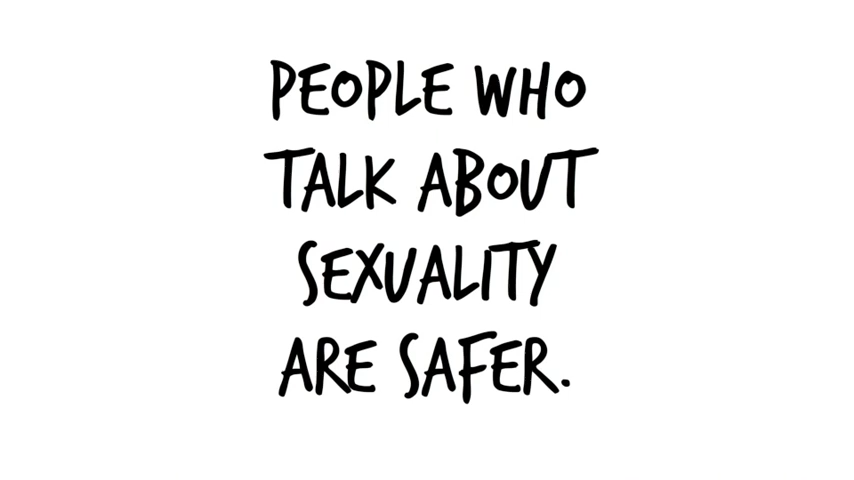 PEOPLE WHO
TALK ABOUT
SEXUALITY
ARE SAFER.